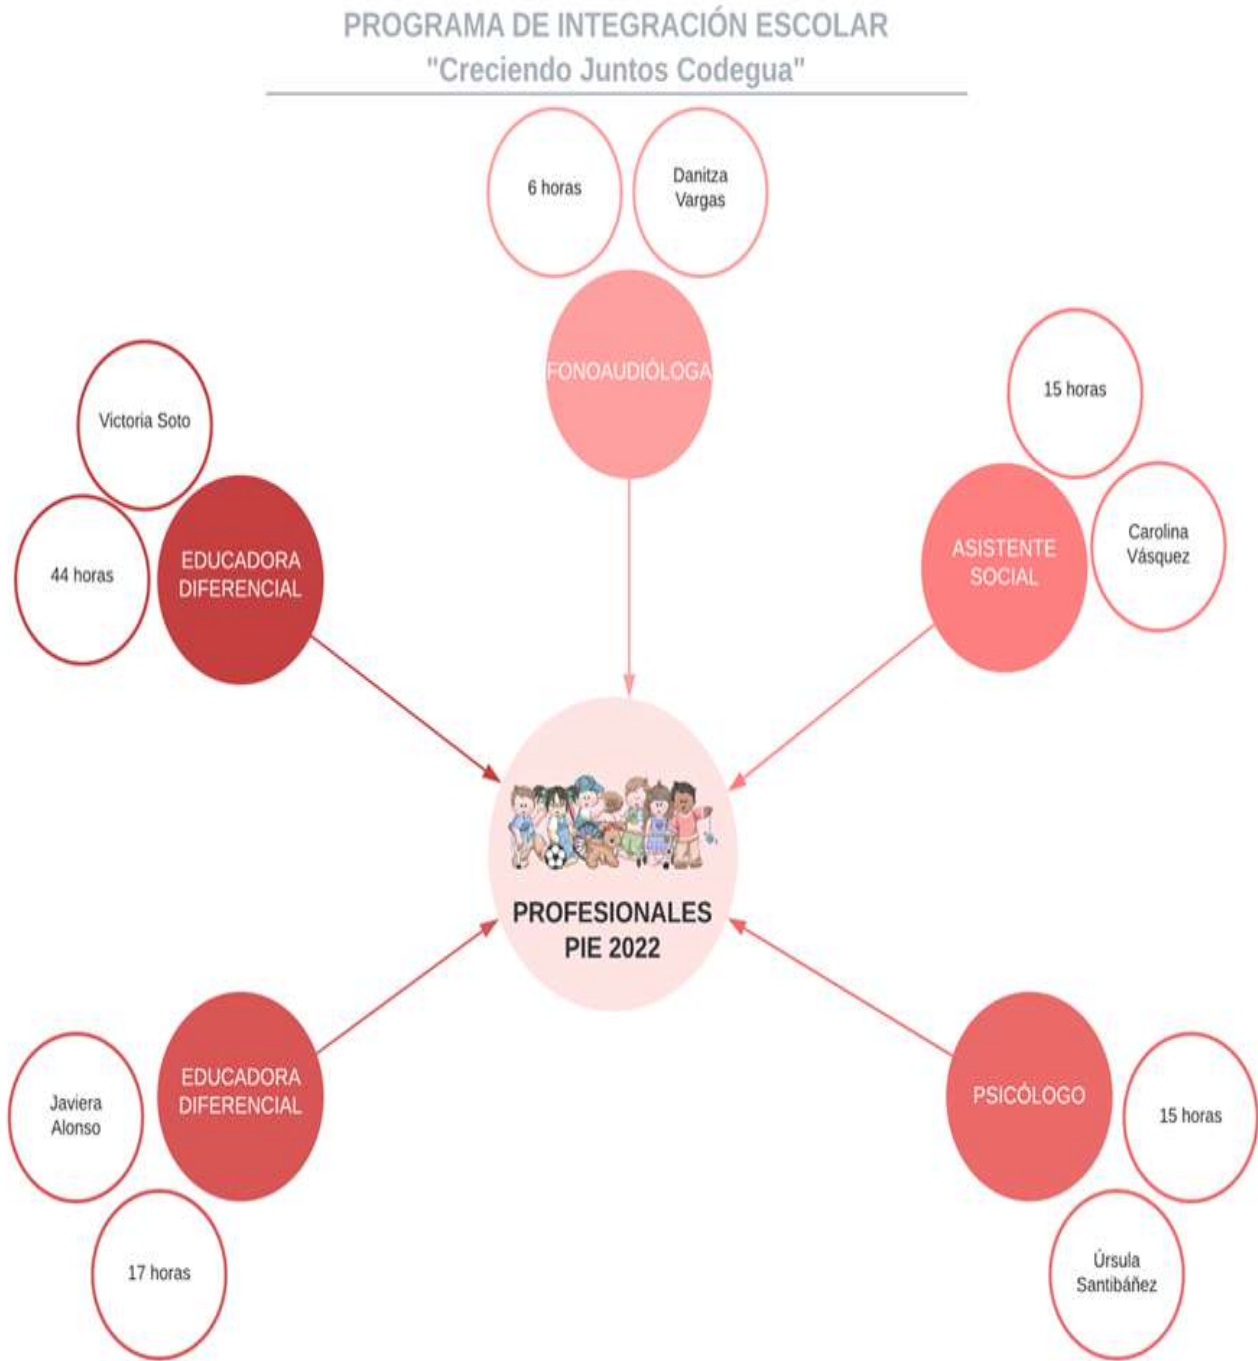 PROGRAMA DE INTEGRACIÓN ESCOLAR
"Creciendo Juntos Codegua"
6 horas
Danitza
Vargas
FONOAUDIÓLOGA
15 horas
Carolina
Vásquez
ASISTENTE
SOCIAL
Victoria Soto
44 horas
EDUCADORA
DIFERENCIAL
PROFESIONALES
PIE 2022
EDUCADORA
DIFERENCIAL
Javiera
Alonso
17 horas
PSICÓLOGO
15 horas
Úrsula
Santibáñez